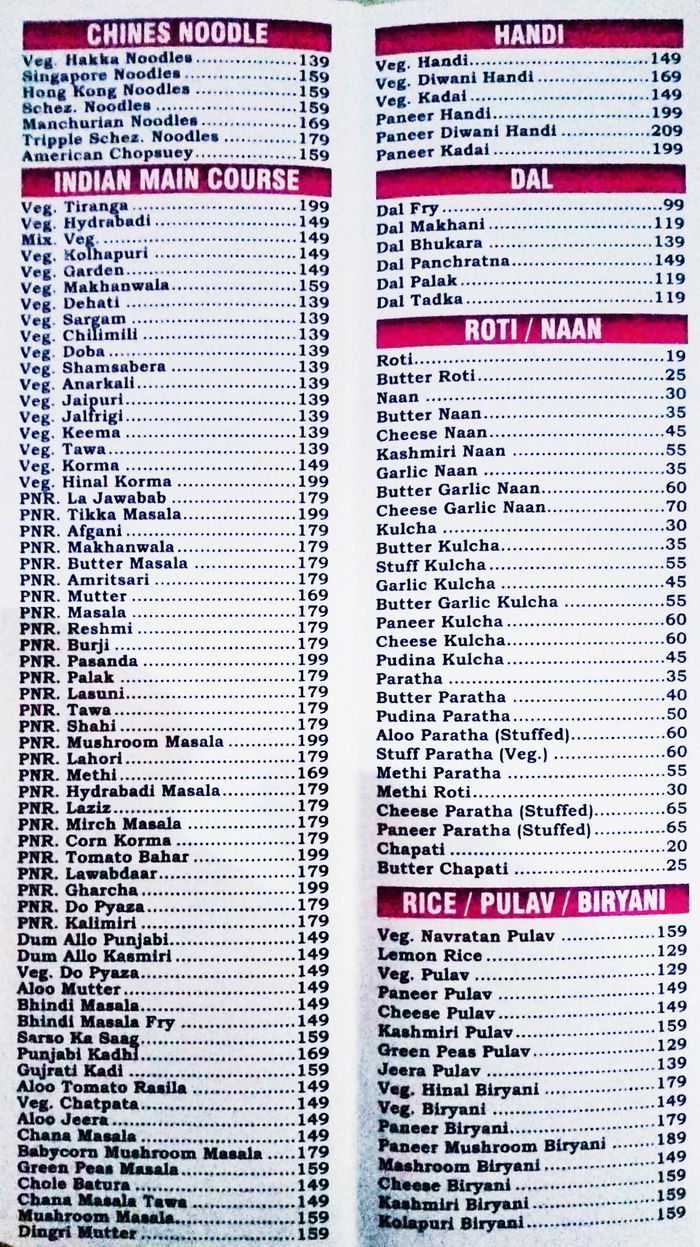 CHINES NOODLE
Veg. Hakka Noodles 139
Singapore Noodles 159
Hong Kong Noodles 159
Schez. Noodles 159
Manchurian Noodles 169
Tripple Schez. Noodles 179
American Chopsuey 159
INDIAN MAIN COURSE
Veg. Tiranga 199
Veg. Hydrabadi 149
Mix. Veg. 149
Veg. Kolhapuri 149
Veg. Garden 149
Veg. Makhanwala 159
Veg. Dehati 139
Veg. Sargam 139
Veg. Chilimili 139
Veg. Doba 139
Veg. Shamsabera 139
Veg. Anarkali 139
Veg. Jaipuri 139
Veg. Jalfrigi 139
Veg. Keema 139
Veg. Tawa 139
Veg. Korma 149
Veg. Hinal Korma 199
PNR. La Jawabab 179
PNR. Tikka Masala 199
PNR. Afgani 179
PNR. Makhanwala 179
PNR. Butter Masala 179
PNR. Amritsari 179
PNR. Mutter 169
PNR. Masala 179
PNR. Reshmi 179
PNR. Burji 179
PNR. Pasanda 199
PNR. Palak 179
PNR. Lasuni 179
PNR. Tawa 179
PNR. Shahi 179
PNR. Mushroom Masala 199
PNR. Lahori 179
PNR. Methi 169
PNR. Hydrabadi Masala 179
PNR. Laziz 179
PNR. Mirch Masala 179
PNR. Corn Korma 179
PNR. Tomato Bahar 199
PNR. Lawabdaar 179
PNR. Gharcha 199
PNR. Do Pyaza 179
PNR. Kalimiri 179
Dum Allo Punjabi 149
Dum Allo Kasmiri 149
Veg. Do Pyaza 149
Aloo Mutter 149
Bhindi Masala 149
Bhindi Masala Fry 149
Sarso Ka Saag 159
Punjabi Kadhi 169
Gujrati Kadi 159
Aloo Tomato Rasila 149
Veg. Chatpata 149
Aloo Jeera 149
Chana Masala 149
Babycorn Mushroom Masala 179
Green Peas Masala 159
Chole Batura 149
Chana Masala Tawa 149
Mushroom Masala 159
Dingri Mutter 159
HANDI
Veg. Handi 149
Veg. Diwani Handi 169
Veg. Kadai 149
Paneer Handi 199
Paneer Diwani Handi 209
Paneer Kadai 199
DAL
Dal Fry 99
Dal Makhani 119
Dal Bhukara 139
Dal Panchratna 149
Dal Palak 119
Dal Tadka 119
ROTI / NAAN
Roti 19
Butter Roti 25
Naan 30
Butter Naan 35
Cheese Naan 45
Kashmiri Naan 55
Garlic Naan 35
Butter Garlic Naan 60
Cheese Garlic Naan 70
Kulcha 30
Butter Kulcha 35
Stuff Kulcha 55
Garlic Kulcha 45
Butter Garlic Kulcha 55
Paneer Kulcha 60
Cheese Kulcha 60
Pudina Kulcha 45
Paratha 35
Butter Paratha 40
Pudina Paratha 50
Aloo Paratha (Stuffed) 60
Stuff Paratha (Veg.) 60
Methi Paratha 55
Methi Roti 30
Cheese Paratha (Stuffed) 65
Paneer Paratha (Stuffed) 65
Chapati 20
Butter Chapati 25
RICE / PULAV / BIRYANI
Veg. Navratan Pulav 159
Lemon Rice 129
Veg. Pulav 129
Paneer Pulav 149
Cheese Pulav 149
Kashmiri Pulav 159
Green Peas Pulav 129
Jeera Pulav 139
Veg. Hinal Biryani 179
Veg. Biryani 149
Paneer Biryani 179
Paneer Mushroom Biryani 189
Mashroom Biryani 149
Cheese Biryani 159
Kashmiri Biryani 159
Kolapuri Biryani 159